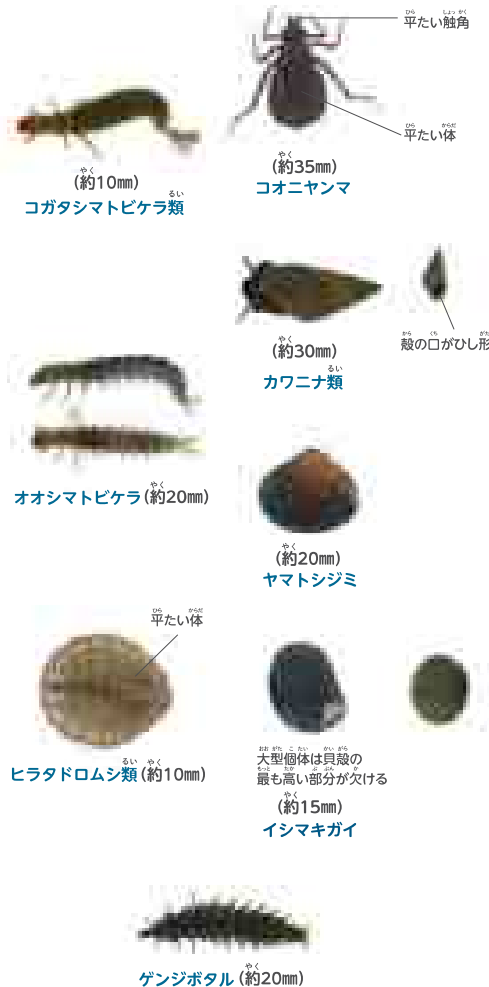 平たい触角
平たい体
(約35㎜)
コオニヤンマ
(約10㎜)
コガタシマトビケラ類
(約30㎜)
カワニナ類
殻の口がひし形
オオシマトビケラ(約20㎜)
(約20㎜)
ヤマトシジミ
平たい体
ヒラタドロムシ類(約10㎜)
大型個体は貝殻の
最も高い部分が欠ける
(約15㎜)
イシマキガイ
ゲンジボタル(約20㎜)